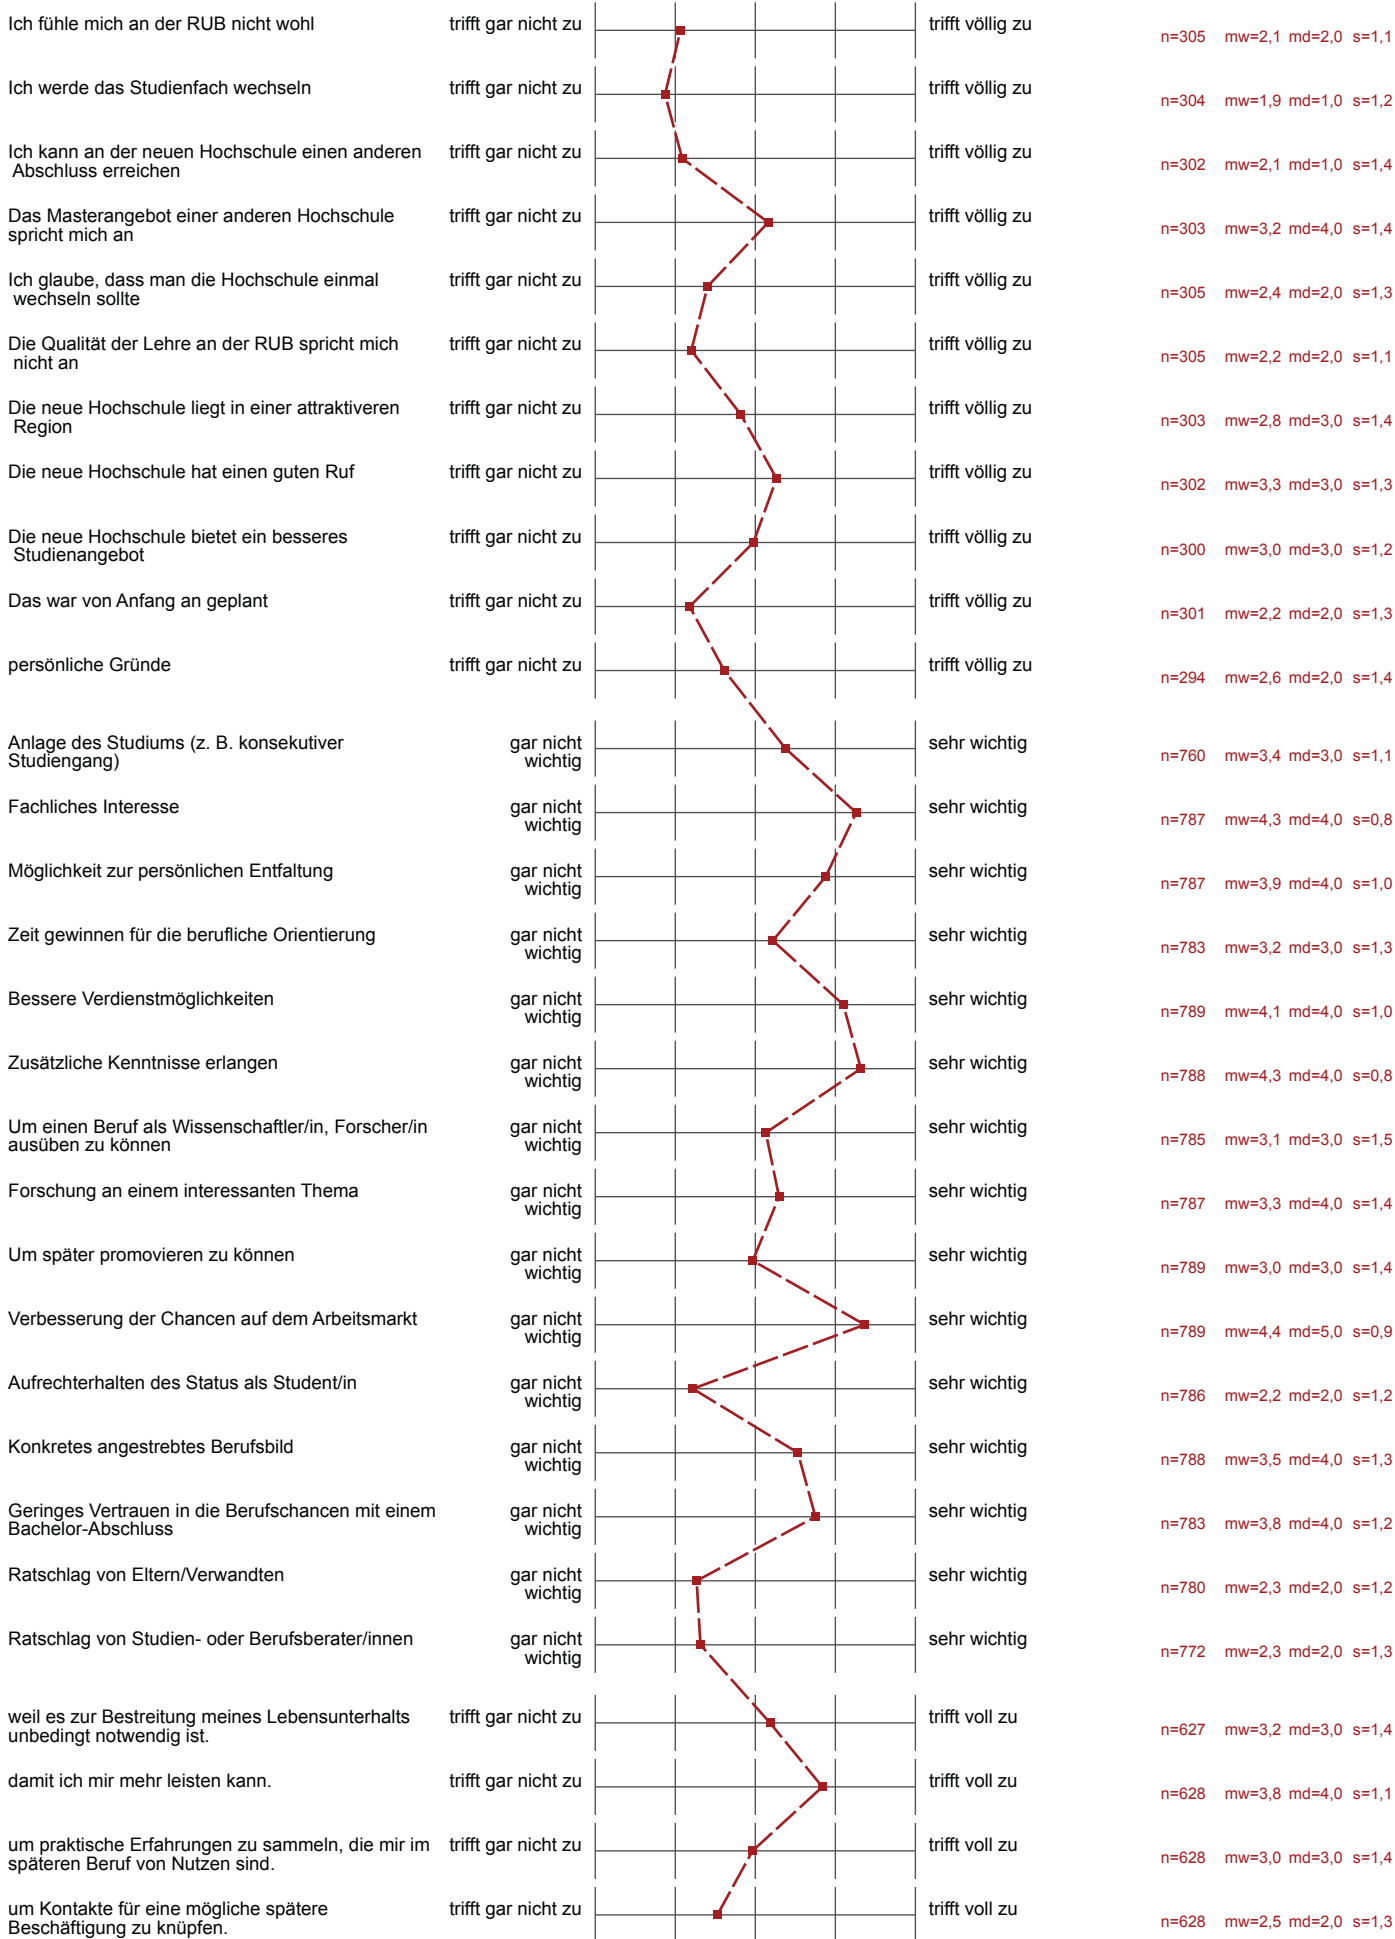 Ich fühle mich an der RUB nicht wohl trifft gar nicht zu trifft völlig zu n=305 mw=2,1 md=2,0 s=1,1
Ich werde das Studienfach wechseln trifft gar nicht zu trifft völlig zu n=304 mw=1,9 md=1,0 s=1,2
Ich kann an der neuen Hochschule einen anderen trifft gar nicht zu trifft völlig zu
Abschluss erreichen n=302 mw=2,1 md=1,0 s=1,4
Das Masterangebot einer anderen Hochschule trifft gar nicht zu trifft völlig zu
spricht mich an n=303 mw=3,2 md=4,0 s=1,4
Ich glaube, dass man die Hochschule einmal trifft gar nicht zu trifft völlig zu
wechseln sollte n=305 mw=2,4 md=2,0 s=1,3
Die Qualität der Lehre an der RUB spricht mich trifft gar nicht zu trifft völlig zu
nicht an n=305 mw=2,2 md=2,0 s=1,1
Die neue Hochschule liegt in einer attraktiveren trifft gar nicht zu trifft völlig zu
Region n=303 mw=2,8 md=3,0 s=1,4
Die neue Hochschule hat einen guten Ruf trifft gar nicht zu trifft völlig zu n=302 mw=3,3 md=3,0 s=1,3
Die neue Hochschule bietet ein besseres trifft gar nicht zu trifft völlig zu
Studienangebot n=300 mw=3,0 md=3,0 s=1,2
Das war von Anfang an geplant trifft gar nicht zu trifft völlig zu n=301 mw=2,2 md=2,0 s=1,3
persönliche Gründe trifft gar nicht zu trifft völlig zu n=294 mw=2,6 md=2,0 s=1,4
Anlage des Studiums (z. B. konsekutiver gar nicht sehr wichtig
Studiengang) wichtig n=760 mw=3,4 md=3,0 s=1,1
Fachliches Interesse gar nicht sehr wichtig
wichtig n=787 mw=4,3 md=4,0 s=0,8
Möglichkeit zur persönlichen Entfaltung gar nicht sehr wichtig
wichtig n=787 mw=3,9 md=4,0 s=1,0
Zeit gewinnen für die berufliche Orientierung gar nicht sehr wichtig
wichtig n=783 mw=3,2 md=3,0 s=1,3
Bessere Verdienstmöglichkeiten gar nicht sehr wichtig
wichtig n=789 mw=4,1 md=4,0 s=1,0
Zusätzliche Kenntnisse erlangen gar nicht sehr wichtig
wichtig n=788 mw=4,3 md=4,0 s=0,8
Um einen Beruf als Wissenschaftler/in, Forscher/in gar nicht sehr wichtig
ausüben zu können wichtig n=785 mw=3,1 md=3,0 s=1,5
Forschung an einem interessanten Thema gar nicht sehr wichtig
wichtig n=787 mw=3,3 md=4,0 s=1,4
Um später promovieren zu können gar nicht sehr wichtig
wichtig n=789 mw=3,0 md=3,0 s=1,4
Verbesserung der Chancen auf dem Arbeitsmarkt gar nicht sehr wichtig
wichtig n=789 mw=4,4 md=5,0 s=0,9
Aufrechterhalten des Status als Student/in gar nicht sehr wichtig
wichtig n=786 mw=2,2 md=2,0 s=1,2
Konkretes angestrebtes Berufsbild gar nicht sehr wichtig
wichtig n=788 mw=3,5 md=4,0 s=1,3
Geringes Vertrauen in die Berufschancen mit einem gar nicht sehr wichtig
Bachelor-Abschluss wichtig n=783 mw=3,8 md=4,0 s=1,2
Ratschlag von Eltern/Verwandten gar nicht sehr wichtig
wichtig n=780 mw=2,3 md=2,0 s=1,2
Ratschlag von Studien- oder Berufsberater/innen gar nicht sehr wichtig
wichtig n=772 mw=2,3 md=2,0 s=1,3
weil es zur Bestreitung meines Lebensunterhalts trifft gar nicht zu trifft voll zu
unbedingt notwendig ist. n=627 mw=3,2 md=3,0 s=1,4
damit ich mir mehr leisten kann. trifft gar nicht zu trifft voll zu n=628 mw=3,8 md=4,0 s=1,1
um praktische Erfahrungen zu sammeln, die mir im trifft gar nicht zu trifft voll zu
späteren Beruf von Nutzen sind. n=628 mw=3,0 md=3,0 s=1,4
um Kontakte für eine mögliche spätere trifft gar nicht zu trifft voll zu
Beschäftigung zu knüpfen. n=628 mw=2,5 md=2,0 s=1,3